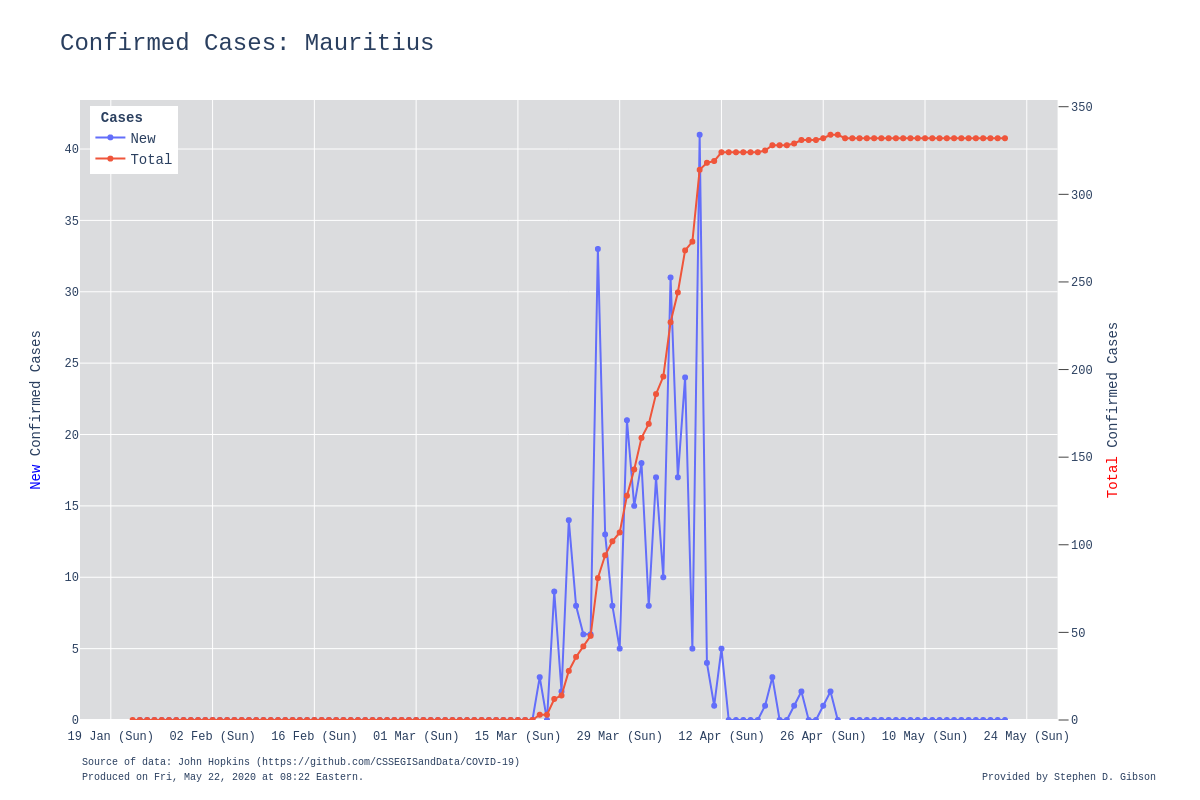 Confirmed Cases: Mauritius
Cases
New
Total
40
35
30
25
20
15
10
5
0
350
300
250
200
150
100
50
0
New Confirmed Cases
Total Confirmed Cases
19 Jan (Sun) 02 Feb (Sun) 16 Feb (Sun) 01 Mar (Sun) 15 Mar (Sun) 29 Mar (Sun) 12 Apr (Sun) 26 Apr (Sun) 10 May (Sun) 24 May (Sun)
Source of data: John Hopkins (https://github.com/CSSEGISandData/COVID-19)
Produced on Fri, May 22, 2020 at 08:22 Eastern.
Provided by Stephen D. Gibson